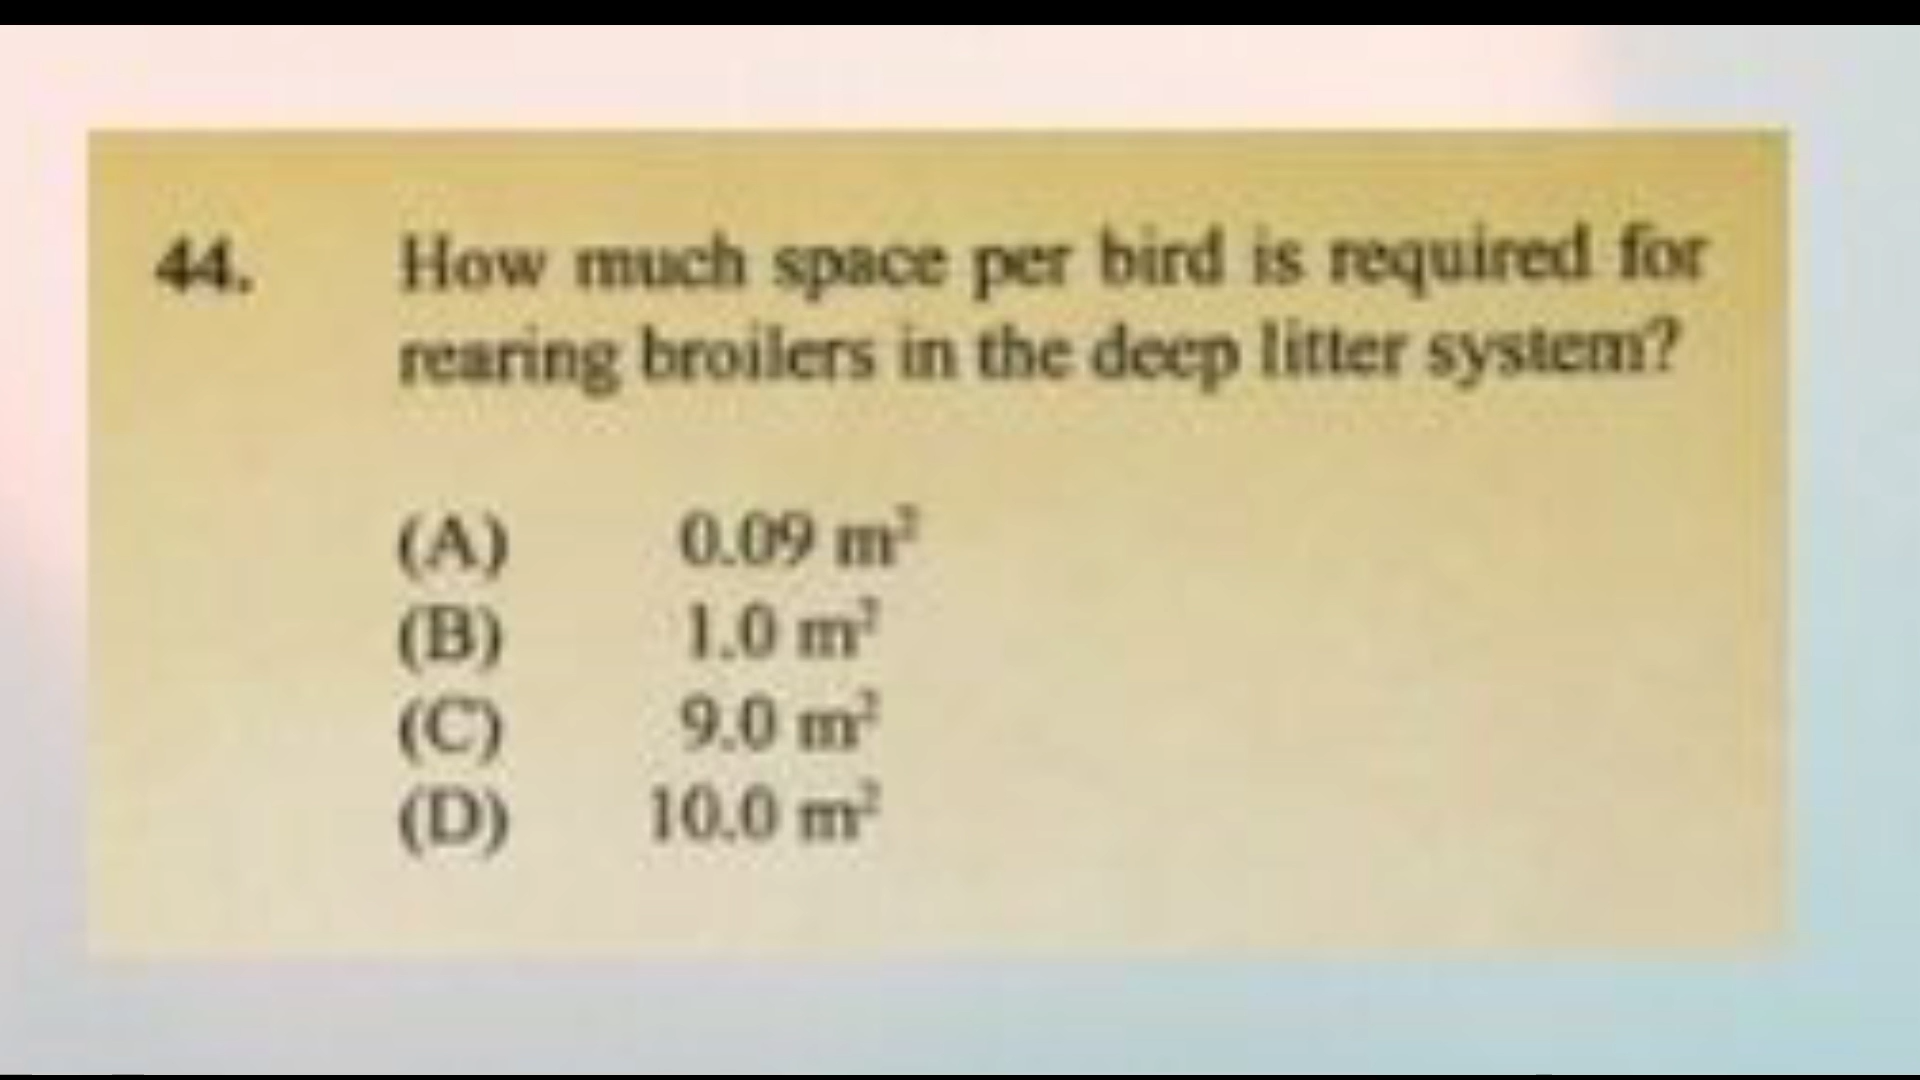 44. How much space per bird is required for
rearing broilers in the deep litter system?
(A) 0.09 m²
(B) 1.0 m²
(C) 9.0 m²
(D) 10.0 m²